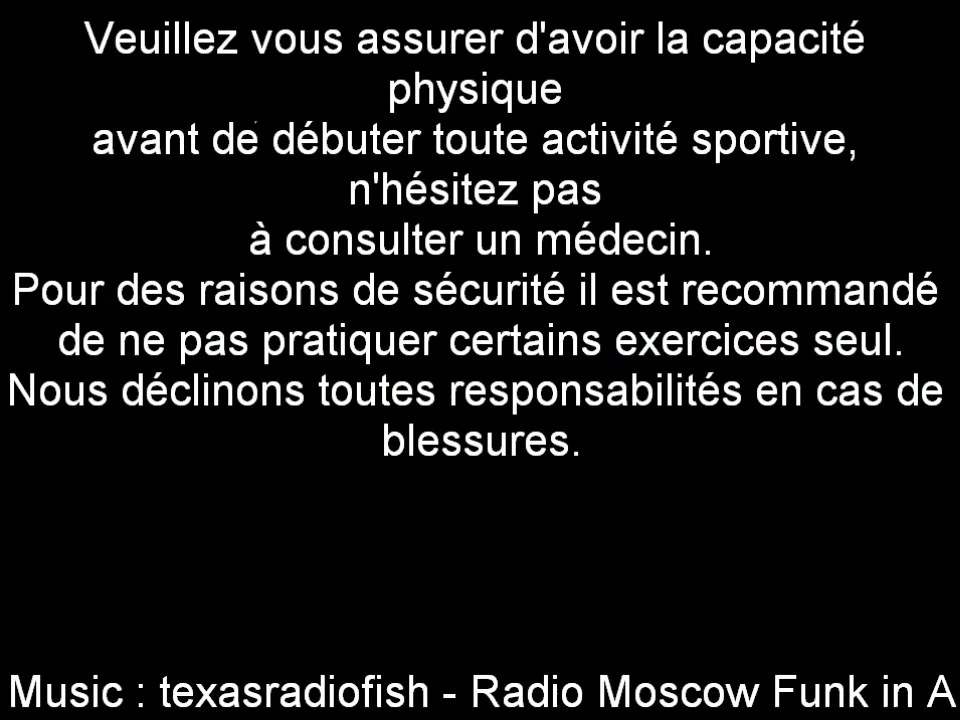 Veuillez vous assurer d'avoir la capacité
physique
avant de débuter toute activité sportive,
n'hésitez pas
à consulter un médecin.
Pour des raisons de sécurité il est recommandé
de ne pas pratiquer certains exercices seul.
Nous déclinons toutes responsabilités en cas de
blessures.
Music : texasradiofish - Radio Moscow Funk in A